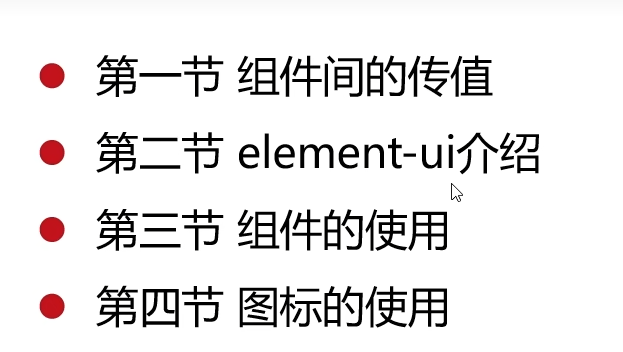 第一节 组件间的传值
第二节 element-ui介绍
第三节 组件的使用
第四节 图标的使用